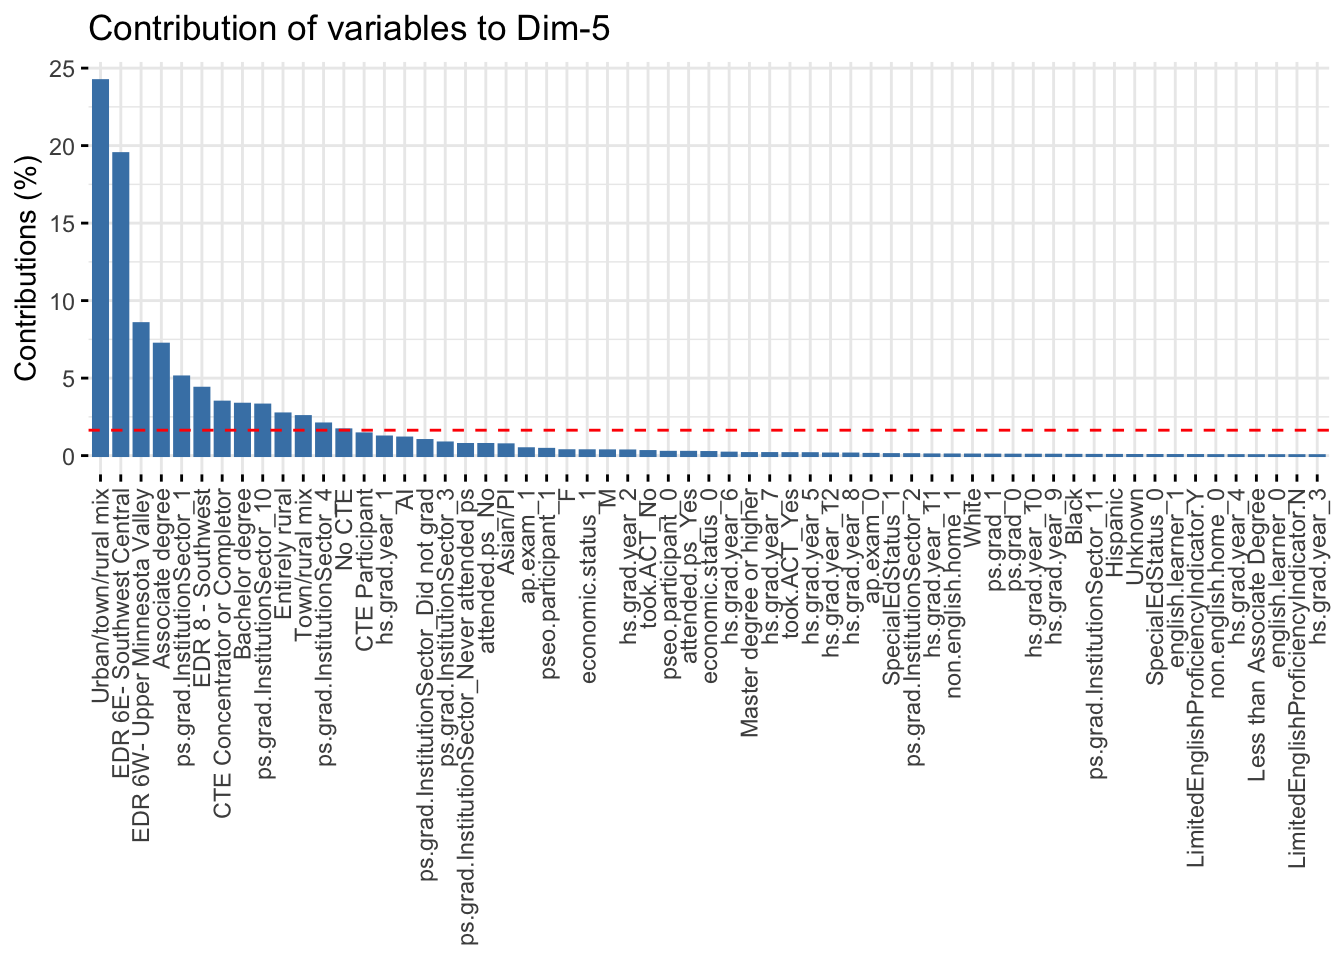 Contribution of variables to Dim-5
Contributions (%)
25
20
15
10
5
0
Urban/town/rural mix
EDR 6E- Southwest Central
EDR 6W- Upper Minnesota Valley
Associate degree
ps.grad.InstitutionSector_1
EDR 8 - Southwest
CTE Concentrator or Completor
Bachelor degree
ps.grad.InstitutionSector_10
Entirely rural
Town/rural mix
ps.grad.InstitutionSector_4
No CTE
CTE Participant
hs.grad.year_1
AI
ps.grad.InstitutionSector_Did not grad
ps.grad.InstitutionSector_3
ps.grad.InstitutionSector_Never attended ps
attended.ps_No
Asian/PI
ap.exam_1
pseo.participant_1
F
economic.status_1
M
hs.grad.year_2
took.ACT_No
pseo.participant_0
attended.ps_Yes
economic.status_0
hs.grad.year_6
Master degree or higher
hs.grad.year_7
took.ACT_Yes
hs.grad.year_5
hs.grad.year_12
hs.grad.year_8
ap.exam_0
SpecialEdStatus_1
ps.grad.InstitutionSector_2
hs.grad.year_11
non.english.home_1
White
ps.grad_1
ps.grad_0
hs.grad.year_10
hs.grad.year_9
Black
ps.grad.InstitutionSector_11
Hispanic
Unknown
SpecialEdStatus_0
english.learner_1
LimitedEnglishProficiencyIndicator.Y
non.english.home_0
hs.grad.year_4
Less than Associate Degree
english.learner_0
LimitedEnglishProficiencyIndicator.N
hs.grad.year_3